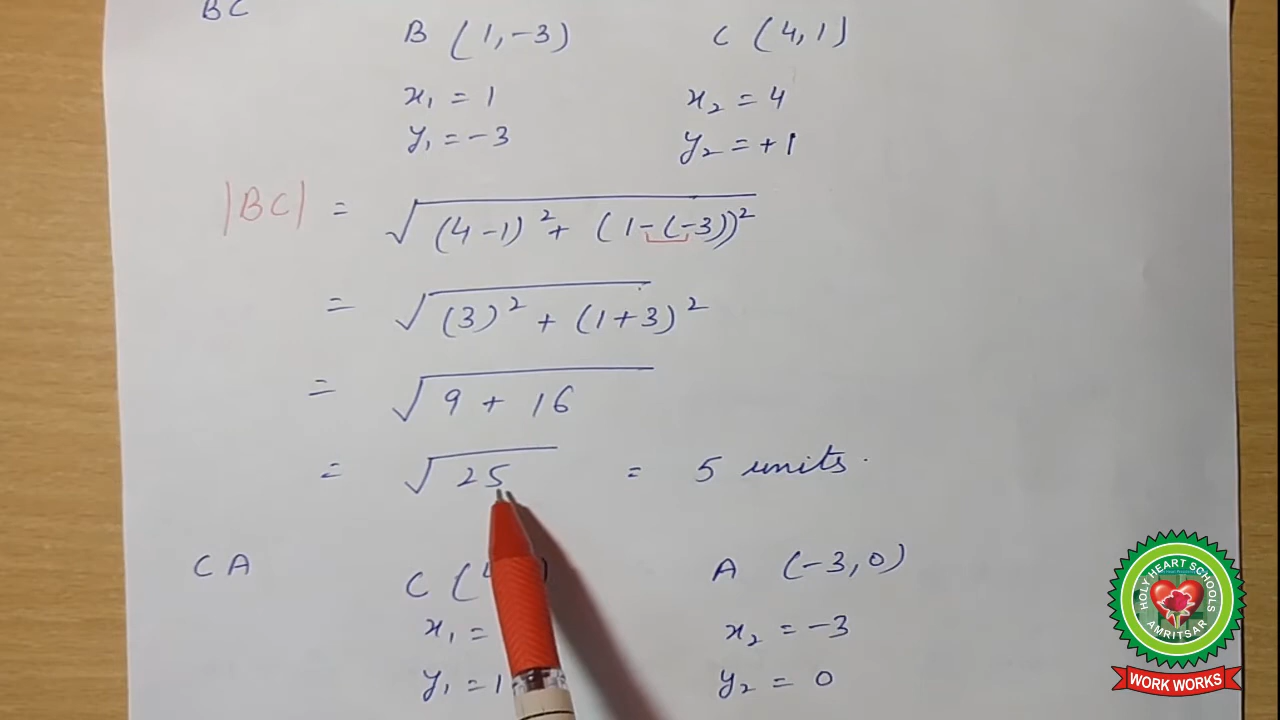 BC
B (1,-3) C (4,1)
x₁ = 1 x₂ = 4
y₁ = -3 y₂ = +1
|BC| = √(4-1)² + (1-(-3))²
= √(3)² + (1+3)²
= √9 + 16
= √25 = 5 units.
CA C ( ) A (-3,0)
x₁ = x₂ = -3
y₁ = 1 y₂ = 0
HOLY HEART SCHOOLS
AMRITSAR
WORK WORKS